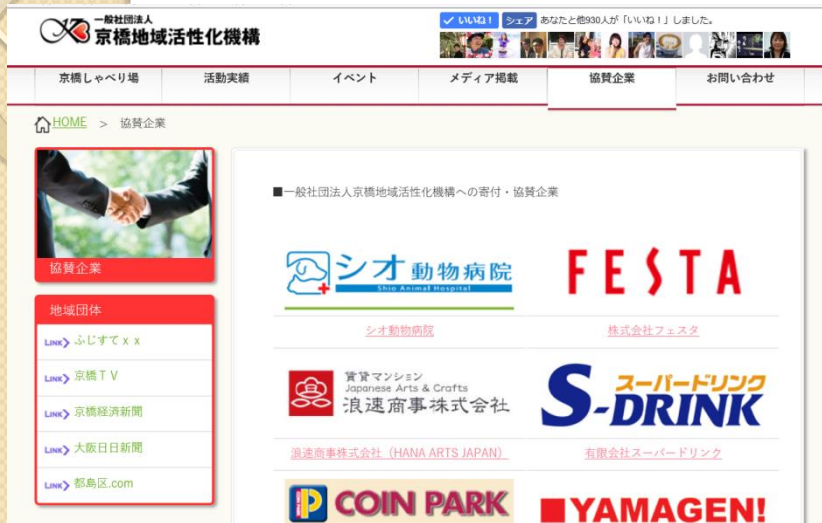 一般社団法人
京橋地域活性化機構
いいね! シェア あなたと他930人が「いいね!」しました。
京橋しゃべり場 活動実績 イベント メディア掲載 協賛企業 お問い合わせ
HOME > 協賛企業
■一般社団法人京橋地域活性化機構への寄付・協賛企業
協賛企業
シオ動物病院
Shio Animal Hospital
FESTA
シオ動物病院 株式会社フェスタ
地域団体
LINK ふじすてxx
LINK 京橋TV
LINK 京橋経済新聞
LINK 大阪日日新聞
LINK 都島区.com
賃貸マンション
Japanese Arts & Crafts
浪速商事株式会社
スーパードリンク
S-DRINK
浪速商事株式会社(HANA ARTS JAPAN) 有限会社スーパードリンク
P COIN PARK
■YAMAGEN!